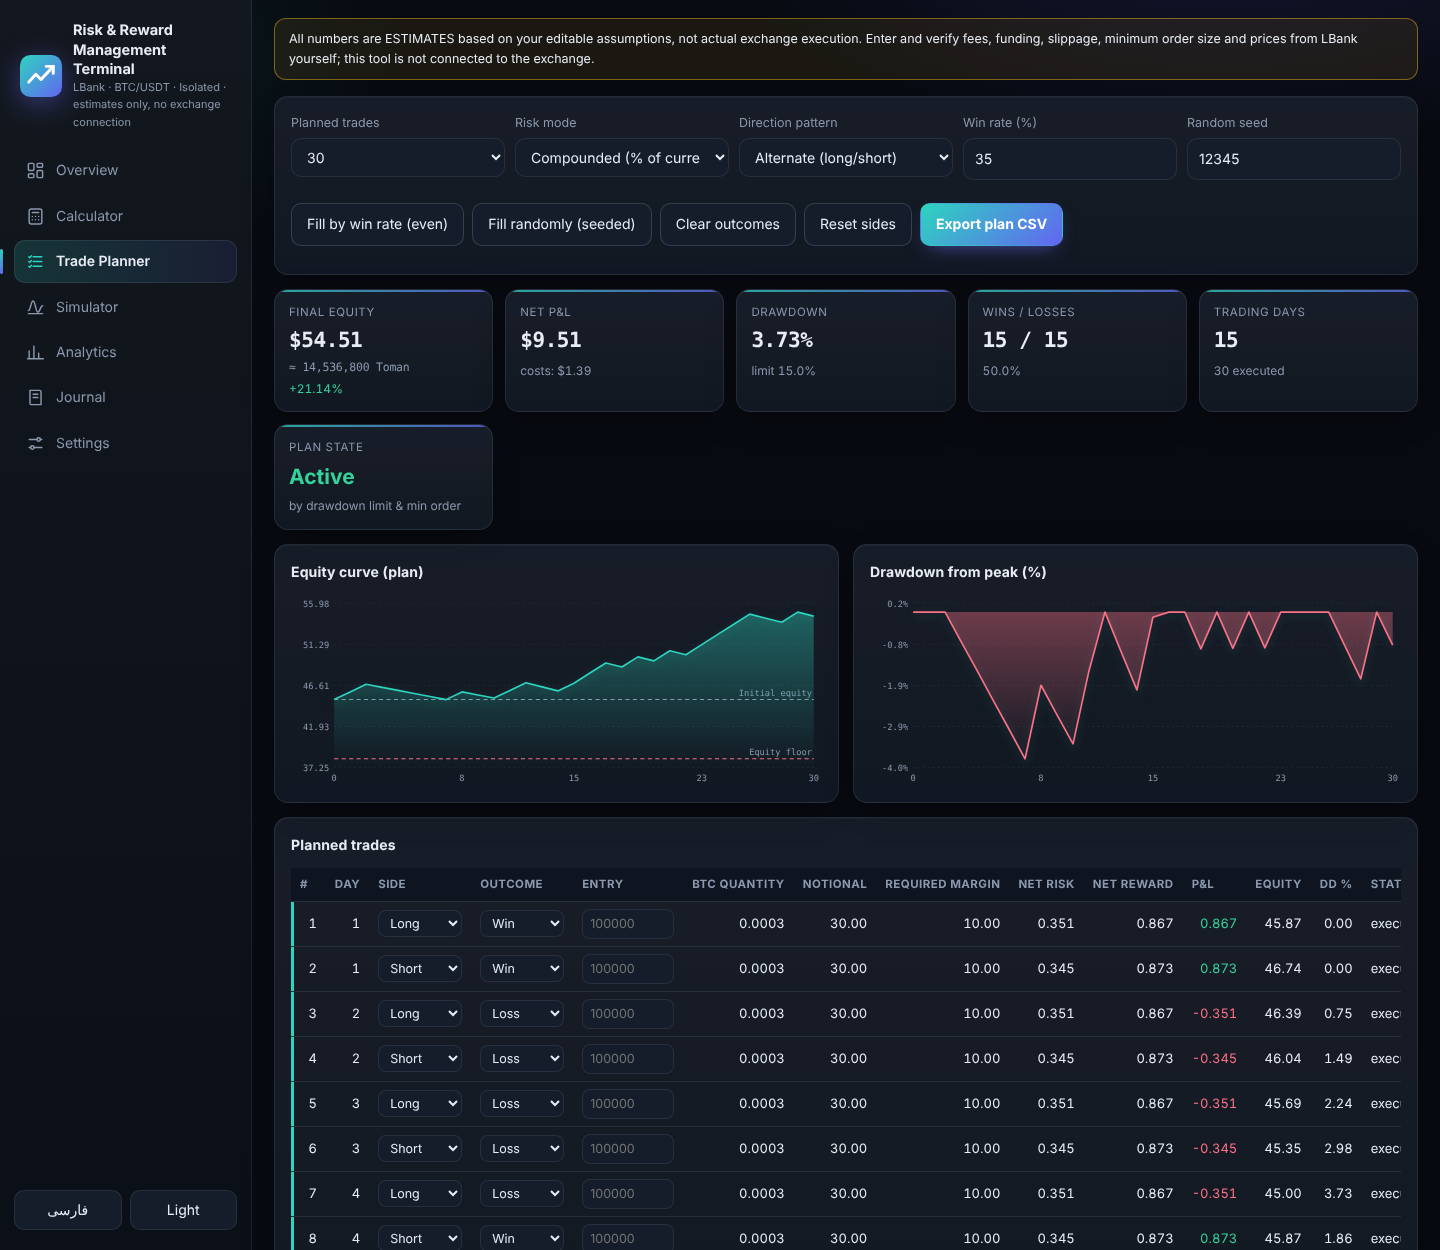 Risk & Reward
Management
Terminal
LBank · BTC/USDT · Isolated ·
estimates only, no exchange
connection
Overview
Calculator
Trade Planner
Simulator
Analytics
Journal
Settings
فارسی
Light
All numbers are ESTIMATES based on your editable assumptions, not actual exchange execution. Enter and verify fees, funding, slippage, minimum order size and prices from LBank
yourself; this tool is not connected to the exchange.
Planned trades Risk mode Direction pattern Win rate (%) Random seed
30 Compounded (% of curre Alternate (long/short) 35 12345
Fill by win rate (even) Fill randomly (seeded) Clear outcomes Reset sides Export plan CSV
FINAL EQUITY
$54.51
≈ 14,536,800 Toman
+21.14%
NET P&L
$9.51
costs: $1.39
DRAWDOWN
3.73%
limit 15.0%
WINS / LOSSES
15 / 15
50.0%
TRADING DAYS
15
30 executed
PLAN STATE
Active
by drawdown limit & min order
Equity curve (plan)
55.98
51.29
46.61
41.93
37.25
Initial equity
Equity floor
0 8 15 23 30
Drawdown from peak (%)
0.2%
-0.8%
-1.9%
-2.9%
-4.0%
0 8 15 23 30
Planned trades
# DAY SIDE OUTCOME ENTRY BTC QUANTITY NOTIONAL REQUIRED MARGIN NET RISK NET REWARD P&L EQUITY DD % STAT
1 1 Long Win 100000 0.0003 30.00 10.00 0.351 0.867 0.867 45.87 0.00 exec
2 1 Short Win 100000 0.0003 30.00 10.00 0.345 0.873 0.873 46.74 0.00 exec
3 2 Long Loss 100000 0.0003 30.00 10.00 0.351 0.867 -0.351 46.39 0.75 exec
4 2 Short Loss 100000 0.0003 30.00 10.00 0.345 0.873 -0.345 46.04 1.49 exec
5 3 Long Loss 100000 0.0003 30.00 10.00 0.351 0.867 -0.351 45.69 2.24 exec
6 3 Short Loss 100000 0.0003 30.00 10.00 0.345 0.873 -0.345 45.35 2.98 exec
7 4 Long Loss 100000 0.0003 30.00 10.00 0.351 0.867 -0.351 45.00 3.73 exec
8 4 Short Win 100000 0.0003 30.00 10.00 0.345 0.873 0.873 45.87 1.86 exec